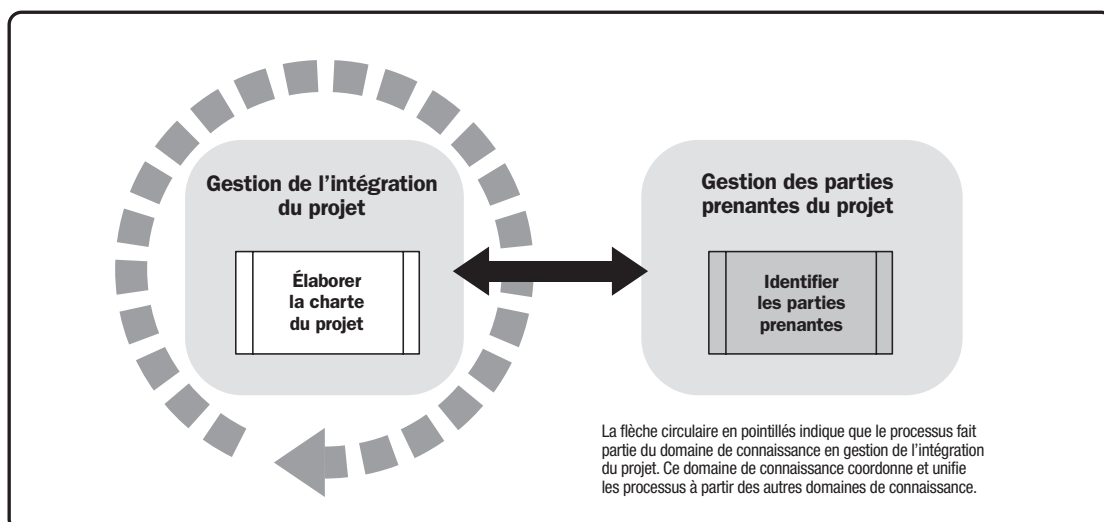 Gestion de l’intégration
du projet
Élaborer
la charte
du projet
Gestion des parties
prenantes du projet
Identifier
les parties
prenantes
La flèche circulaire en pointillés indique que le processus fait
partie du domaine de connaissance en gestion de l’intégration
du projet. Ce domaine de connaissance coordonne et unifie
les processus à partir des autres domaines de connaissance.